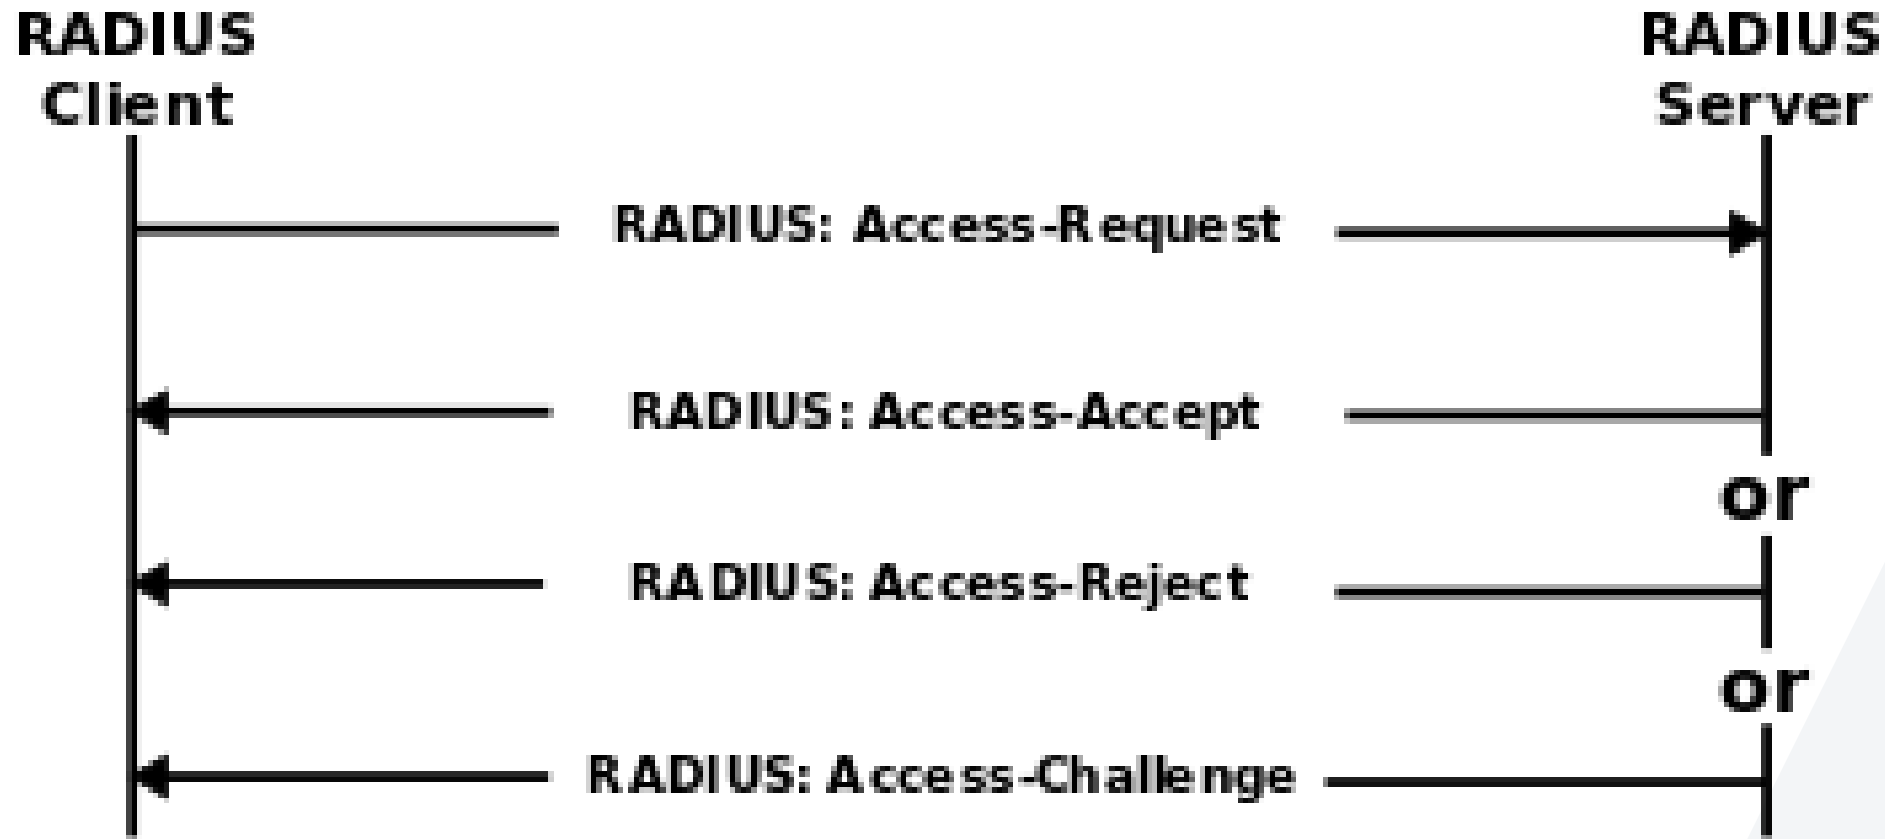 RADIUS
Client
RADIUS
Server
RADIUS: Access-Request
RADIUS: Access-Accept
or
RADIUS: Access-Reject
or
RADIUS: Access-Challenge